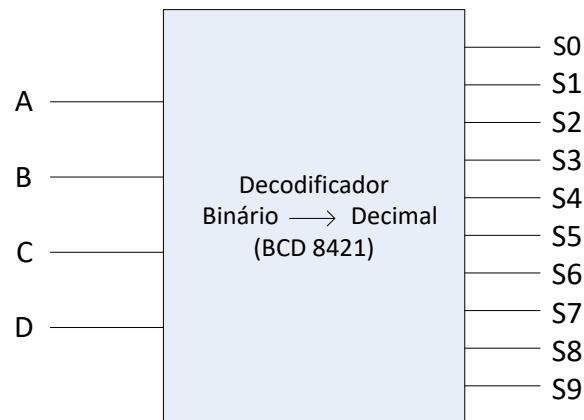 A
B
C
D
Decodificador
Binário → Decimal
(BCD 8421)
S0
S1
S2
S3
S4
S5
S6
S7
S8
S9